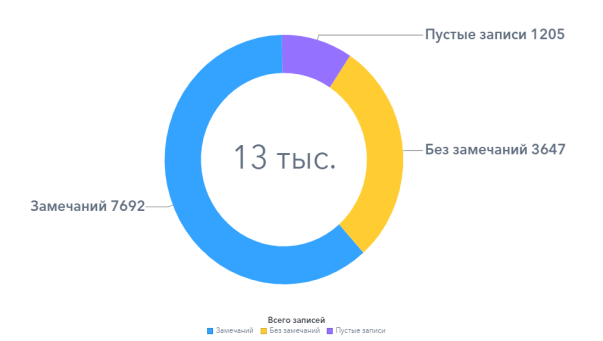 Пустые записи 1205
Без замечаний 3647
13 тыс.
Замечаний 7692
Всего записей
Замечаний Без замечаний Пустые записи